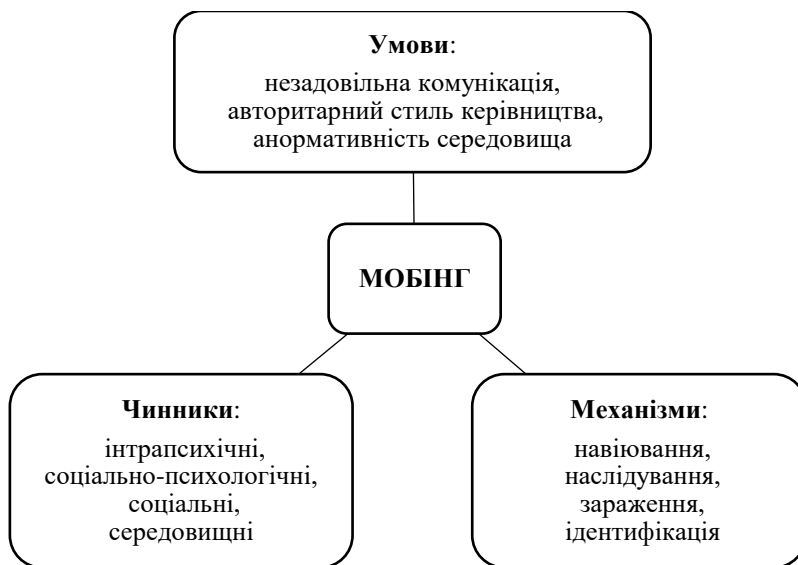 Умови:
незадовільна комунікація,
авторитарний стиль керівництва,
анормативність середовища
МОБІНГ
Чинники:
інтрапсихічні,
соціально-психологічні,
соціальні,
середовищні
Механізми:
навіювання,
наслідування,
зараження,
ідентифікація